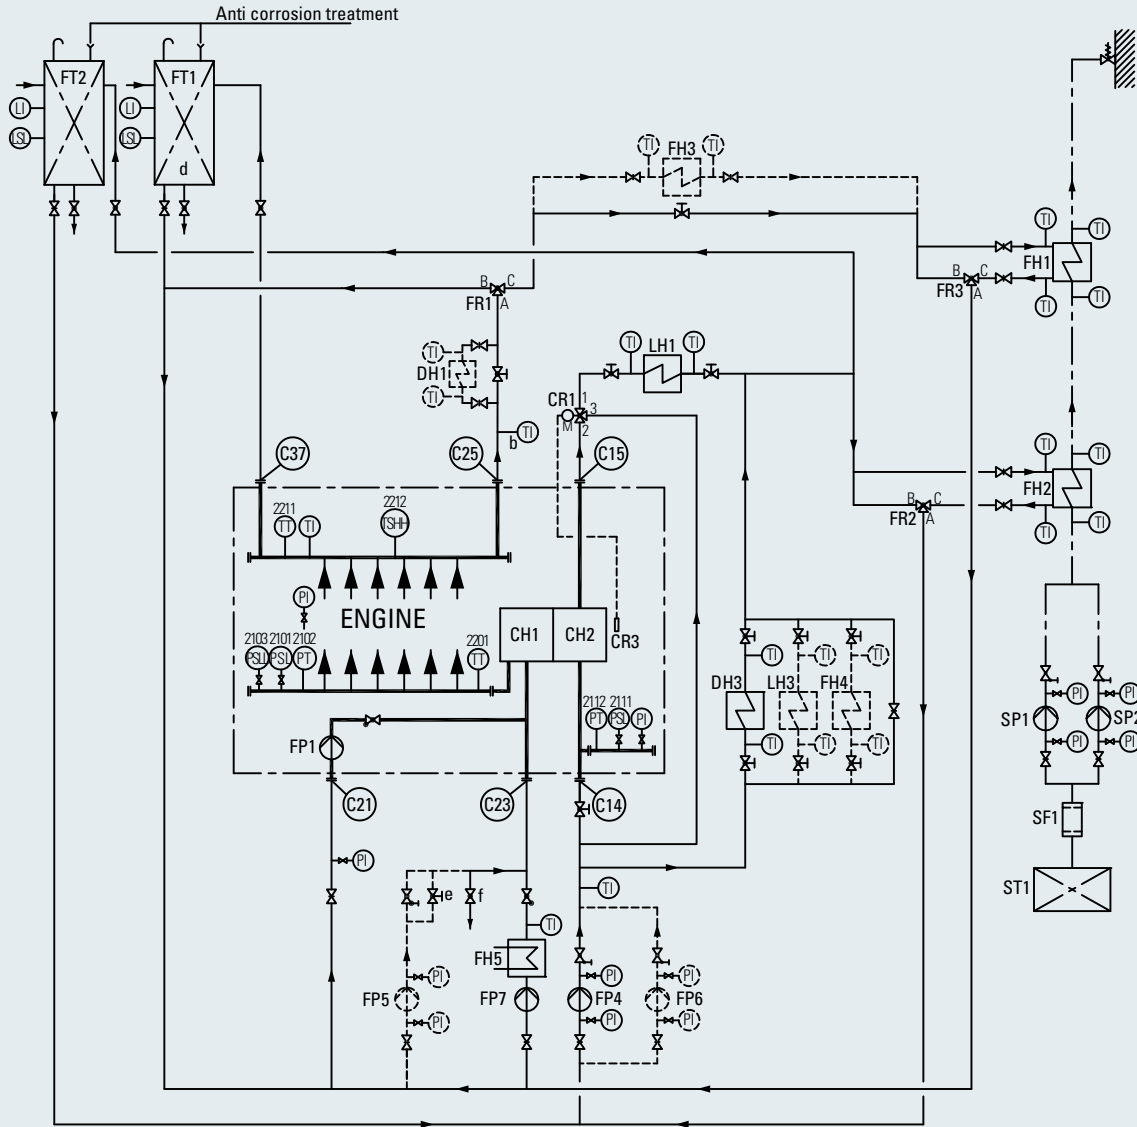 Anti corrosion treatment
FT2
FT1
LI
LI
LSL
LSL
d
TI
FH3
TI
TI
TI
FH1
TI
TI
B
C
FR1
A
B
C
FR3
A
TI
DH1
TI
TI
LH1
TI
CR1
1
3
M
2
b
TI
C37
C25
C15
TI
TI
FH2
TI
TI
B
C
FR2
A
2211
TT
TI
2212
TSHH
PI
ENGINE
CH1
CH2
CR3
2103
2101
2102
PSLL
PSL
PT
2201
TT
2112
2111
PT
PSL
PI
FP1
TI
TI
TI
DH3
LH3
FH4
TI
TI
TI
PI
PI
SP1
SP2
PI
PI
C21
C23
C14
SF1
PI
ST1
e
f
TI
TI
FH5
PI
PI
PI
FP5
FP7
FP4
FP6
PI
PI
PI